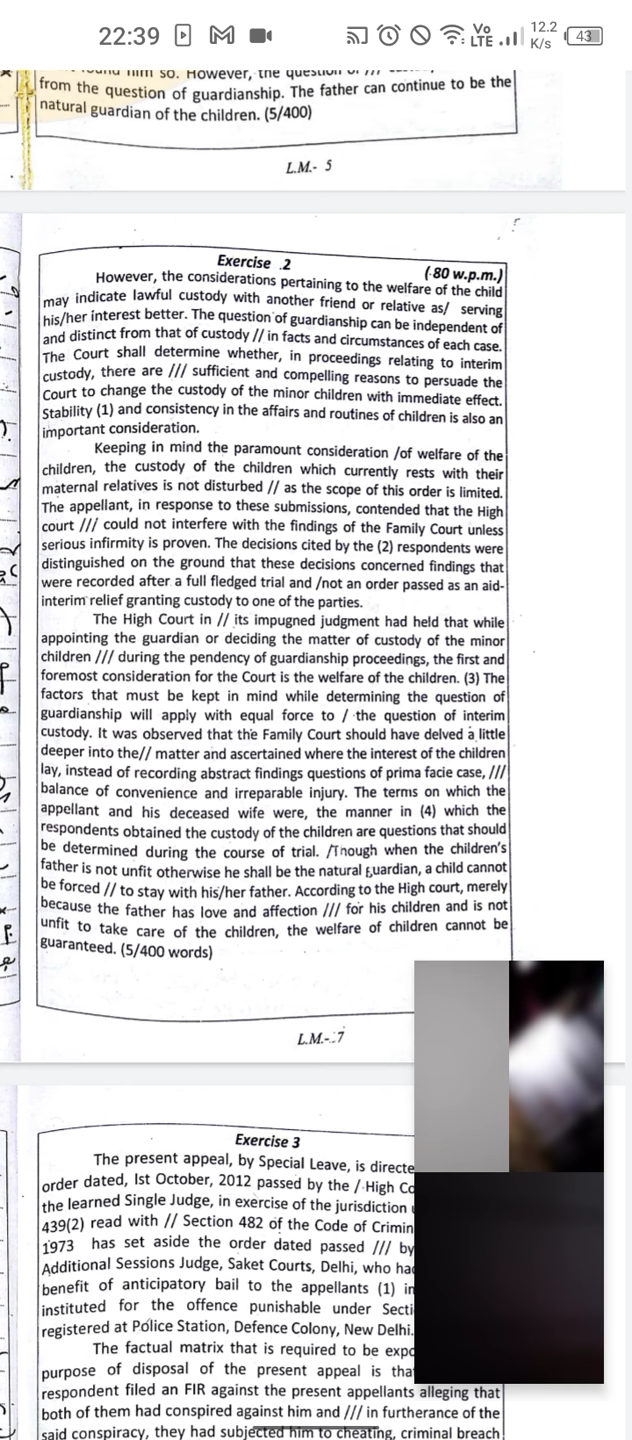 22:39
Vo LTE
12.2 K/s
43
him so. However, the question
from the question of guardianship. The father can continue to be the
natural guardian of the children. (5/400)
L.M.- 5
Exercise .2
(80 w.p.m.)
However, the considerations pertaining to the welfare of the child
may indicate lawful custody with another friend or relative as/ serving
his/her interest better. The question of guardianship can be independent of
and distinct from that of custody // in facts and circumstances of each case.
The Court shall determine whether, in proceedings relating to interim
custody, there are /// sufficient and compelling reasons to persuade the
Court to change the custody of the minor children with immediate effect.
Stability (1) and consistency in the affairs and routines of children is also an
important consideration.
Keeping in mind the paramount consideration /of welfare of the
children, the custody of the children which currently rests with their
maternal relatives is not disturbed // as the scope of this order is limited.
The appellant, in response to these submissions, contended that the High
court /// could not interfere with the findings of the Family Court unless
serious infirmity is proven. The decisions cited by the (2) respondents were
distinguished on the ground that these decisions concerned findings that
were recorded after a full fledged trial and /not an order passed as an aid-
interim relief granting custody to one of the parties.
The High Court in // its impugned judgment had held that while
appointing the guardian or deciding the matter of custody of the minor
children /// during the pendency of guardianship proceedings, the first and
foremost consideration for the Court is the welfare of the children. (3) The
factors that must be kept in mind while determining the question of
guardianship will apply with equal force to / the question of interim
custody. It was observed that the Family Court should have delved a little
deeper into the// matter and ascertained where the interest of the children
lay, instead of recording abstract findings questions of prima facie case, ///
balance of convenience and irreparable injury. The terms on which the
appellant and his deceased wife were, the manner in (4) which the
respondents obtained the custody of the children are questions that should
be determined during the course of trial. /Though when the children's
father is not unfit otherwise he shall be the natural guardian, a child cannot
be forced // to stay with his/her father. According to the High court, merely
because the father has love and affection /// for his children and is not
unfit to take care of the children, the welfare of children cannot be
guaranteed. (5/400 words)
L.M.-:7
Exercise 3
The present appeal, by Special Leave, is directe
order dated, Ist October, 2012 passed by the / High Co
the learned Single Judge, in exercise of the jurisdiction
439(2) read with // Section 482 of the Code of Crimin
1973 has set aside the order dated passed /// by
Additional Sessions Judge, Saket Courts, Delhi, who had
benefit of anticipatory bail to the appellants (1) in
instituted for the offence punishable under Secti
registered at Police Station, Defence Colony, New Delhi.
The factual matrix that is required to be expo
purpose of disposal of the present appeal is tha
respondent filed an FIR against the present appellants alleging that
both of them had conspired against him and /// in furtherance of the
said conspiracy, they had subjected him to cheating, criminal breach